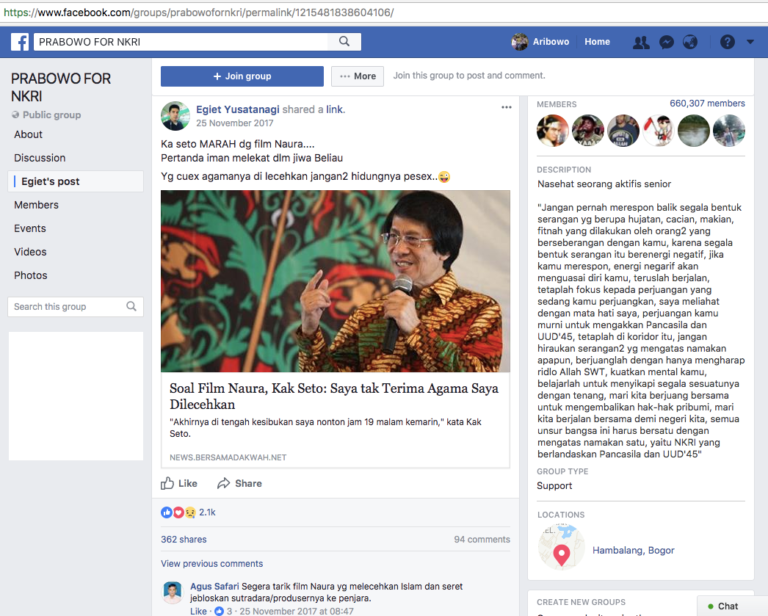 https://www.facebook.com/groups/prabowofornkri/permalink/1215481838604106/
PRABOWO FOR NKRI
Aribowo
Home
PRABOWO FOR
NKRI
Public group
About
Discussion
Egiet's post
Members
Events
Videos
Photos
Search this group
+ Join group
More
Join this group to post and comment.
Egiet Yusatanagi shared a link.
25 November 2017
Ka seto MARAH dg film Naura....
Pertanda iman melekat dlm jiwa Beliau
Yg cuex agamanya di lecehkan jangan2 hidungnya pesex..
Soal Film Naura, Kak Seto: Saya tak Terima Agama Saya
Dilecehkan
"Akhirnya di tengah kesibukan saya nonton jam 19 malam kemarin," kata Kak
Seto.
NEWS.BERSAMADAKWAH.NET
Like
Share
2.1k
362 shares
94 comments
View previous comments
Agus Safari Segera tarik film Naura yg melecehkan Islam dan seret
jebloskan sutradara/produsernya ke penjara.
Like · 3 · 25 November 2017 at 08:47
MEMBERS
660,307 members
DESCRIPTION
Nasehat seorang aktifis senior
"Jangan pernah merespon balik segala bentuk
serangan yg berupa hujatan, cacian, makian,
fitnah yang dilakukan oleh orang2 yang
berseberangan dengan kamu, karena segala
bentuk serangan itu berenergi negatif, jika
kamu merespon, energi negarif akan
menguasai diri kamu, teruslah berjalan,
tetaplah fokus kepada perjuangan yang
sedang kamu perjuangkan, saya meliahat
dengan mata hati saya, perjuangan kamu
murni untuk mengakkan Pancasila dan
UUD'45, tetaplah di koridor itu, jangan
hiraukan serangan2 yg mengatas namakan
apapun, berjuanglah dengan hanya mengharap
ridlo Allah SWT, kuatkan mental kamu,
belajarlah untuk menyikapi segala sesuatunya
dengan tenang, mari kita berjuang bersama
untuk mengembalikan hak-hak pribumi, mari
kita berjalan bersama demi negeri kita, semua
unsur bangsa ini harus bersatu dengan
mengatas namakan satu, yaitu NKRI yang
berlandaskan Pancasila dan UUD'45"
GROUP TYPE
Support
LOCATIONS
Hambalang, Bogor
CREATE NEW GROUPS
Chat